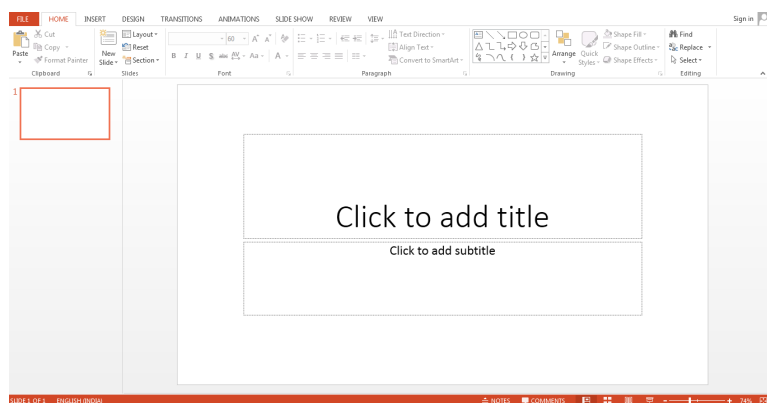 FILE HOME INSERT DESIGN TRANSITIONS ANIMATIONS SLIDE SHOW REVIEW VIEW Sign in
Cut Layout Text Direction Shape Fill Find
Copy Reset 60 A A Align Text Shape Outline Replace
Paste Format Painter New Slide Section B I U S abc AV Aa A Convert to SmartArt Arrange Quick Styles Shape Effects Select
Clipboard Slides Font Paragraph Drawing Editing
1
Click to add title
Click to add subtitle
SLIDE 1 OF 1 ENGLISH (INDIA) NOTES COMMENTS 74%